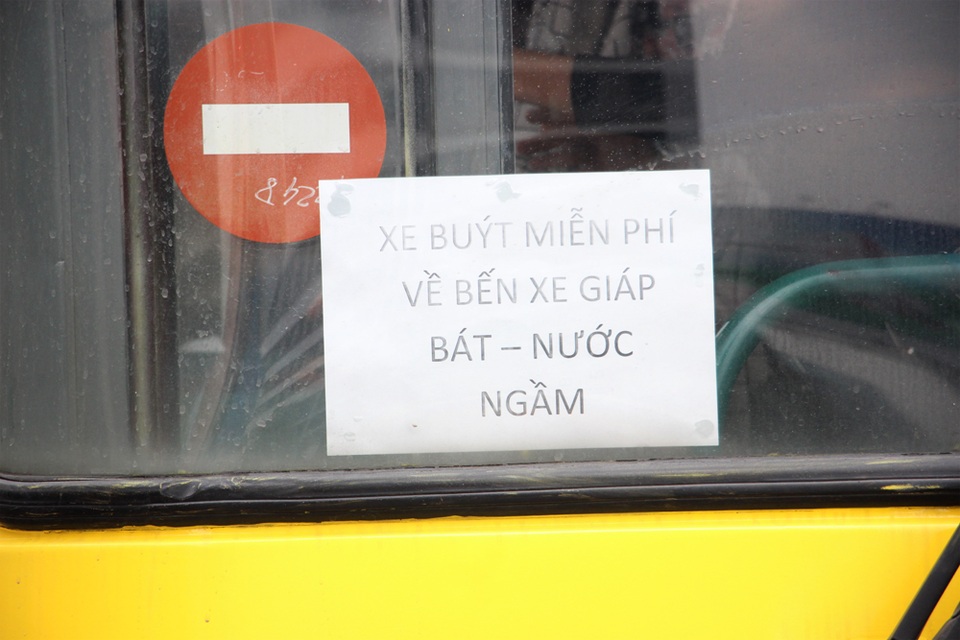 XE BUÝT MIỄN PHÍ
VỀ BẾN XE GIÁP
BÁT – NƯỚC
NGẦM